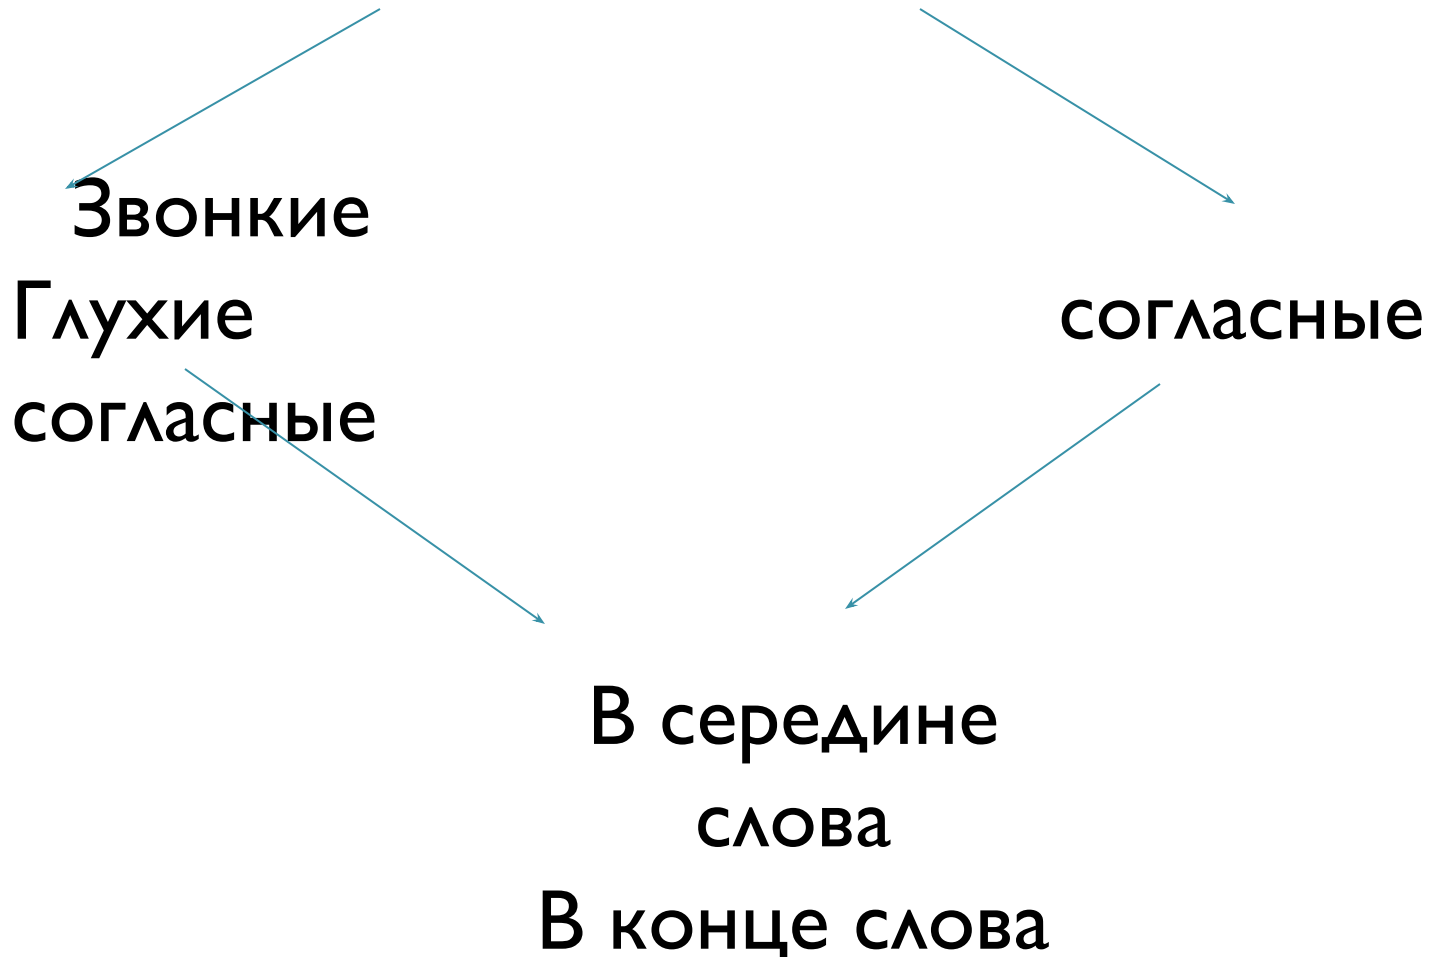 Звонкие
Глухие согласные
согласные
В середине
слова
В конце слова